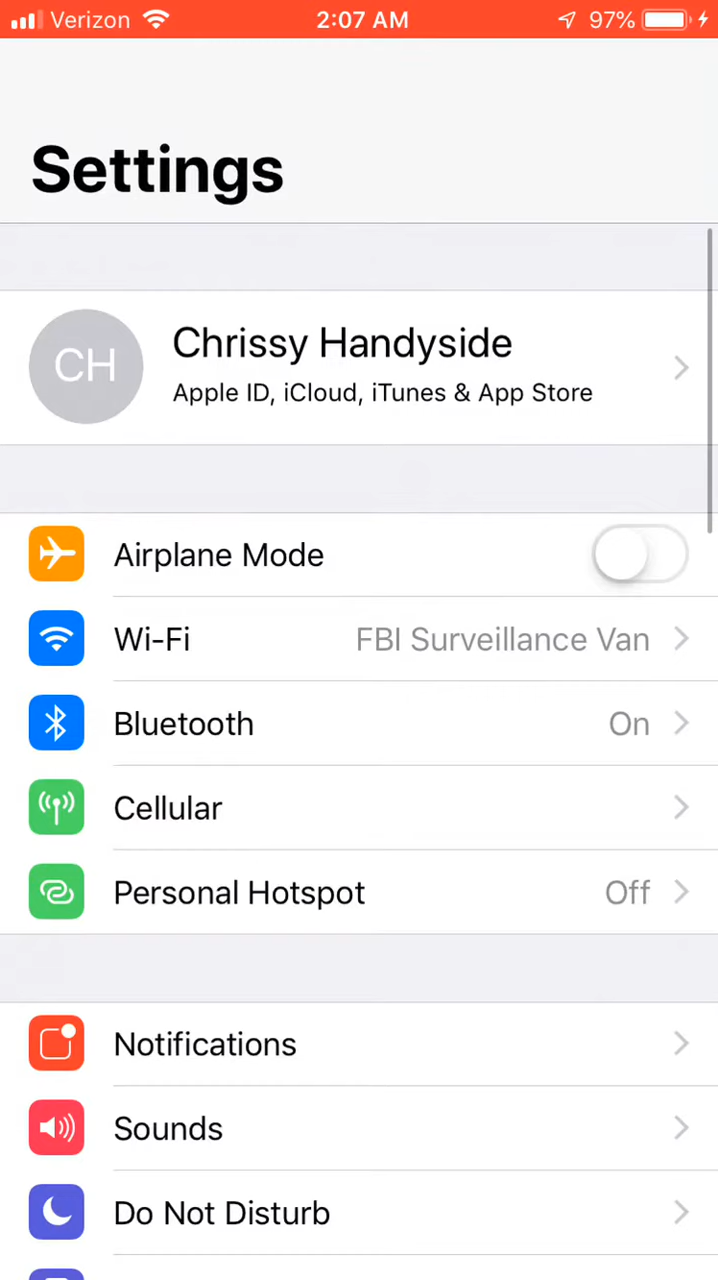 Verizon 2:07 AM 97%
Settings
CH
Chrissy Handyside
Apple ID, iCloud, iTunes & App Store
Airplane Mode
Wi-Fi FBI Surveillance Van
Bluetooth On
Cellular
Personal Hotspot Off
Notifications
Sounds
Do Not Disturb